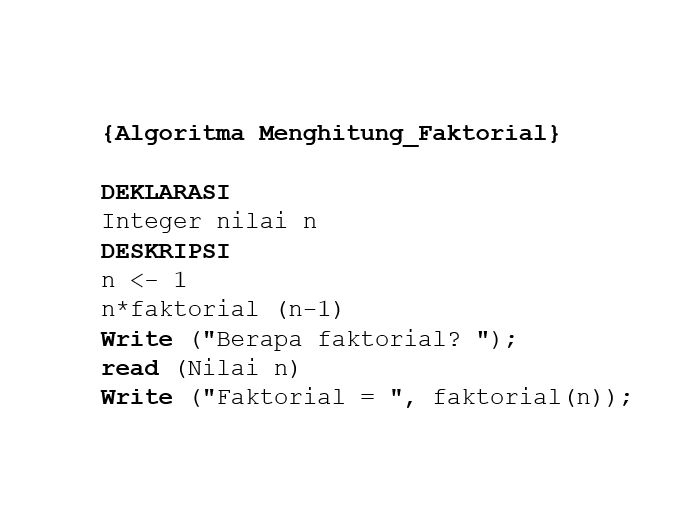 {Algoritma Menghitung_Faktorial}
DEKLARASI
Integer nilai n
DESKRIPSI
n <- 1
n*faktorial (n-1)
Write ("Berapa faktorial? ");
read (Nilai n)
Write ("Faktorial = ", faktorial(n));